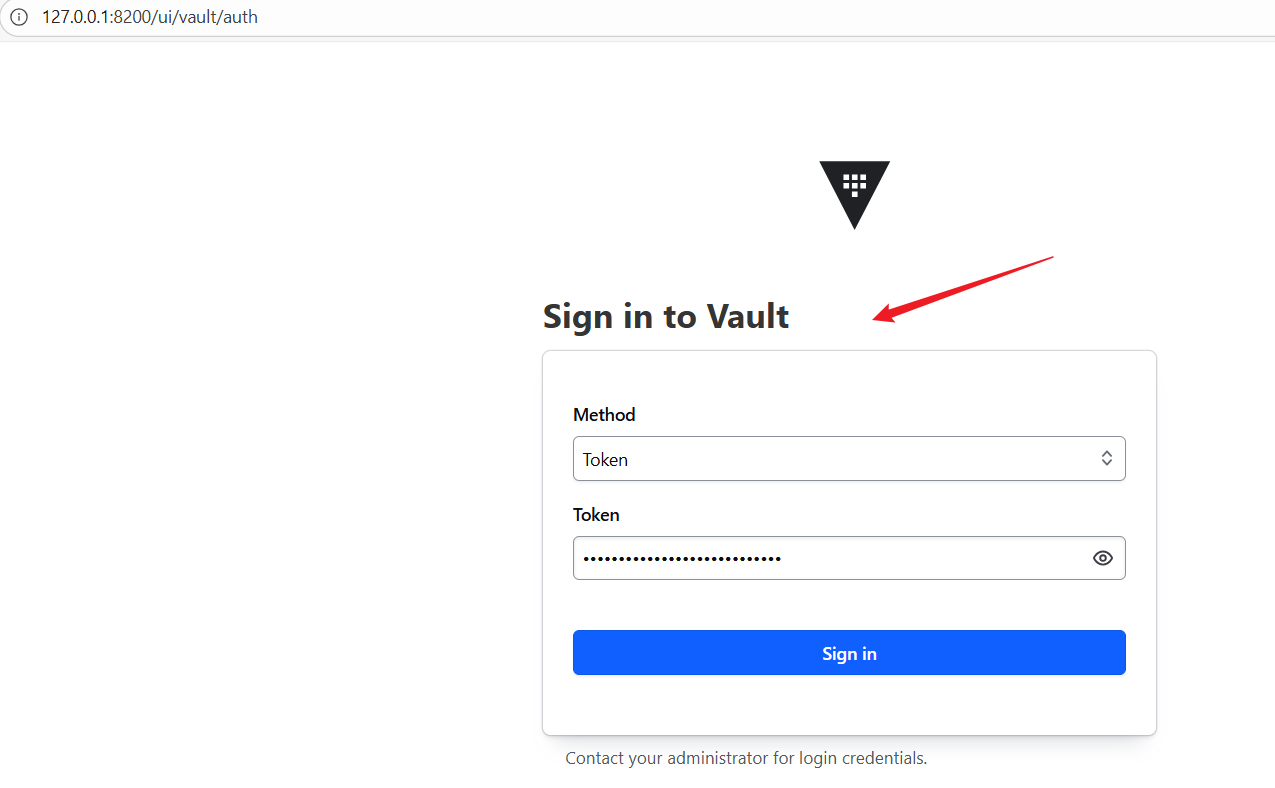 127.0.0.1:8200/ui/vault/auth
Sign in to Vault
Method
Token
Token
••••••••••••••••••••••••••••
Sign in
Contact your administrator for login credentials.